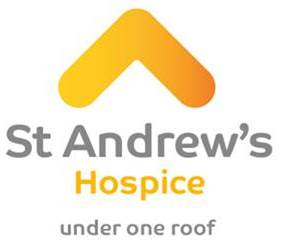 St Andrew's
Hospice
under one roof